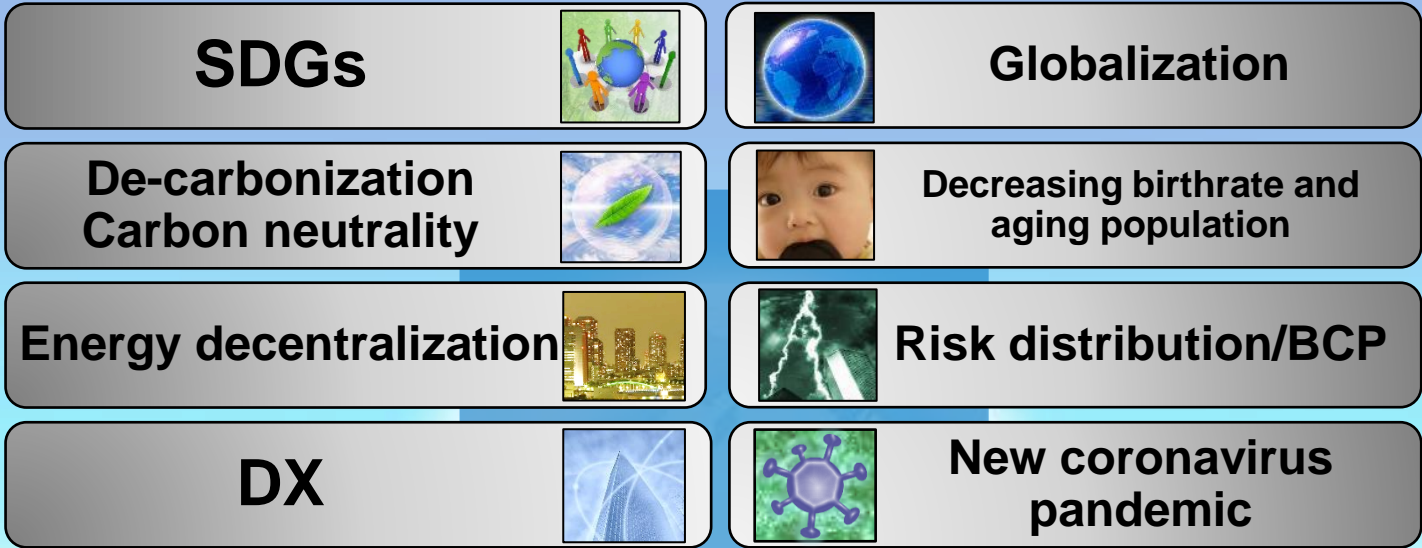 SDGs
Globalization
De-carbonization
Carbon neutrality
Decreasing birthrate and
aging population
Energy decentralization
Risk distribution/BCP
DX
New coronavirus
pandemic